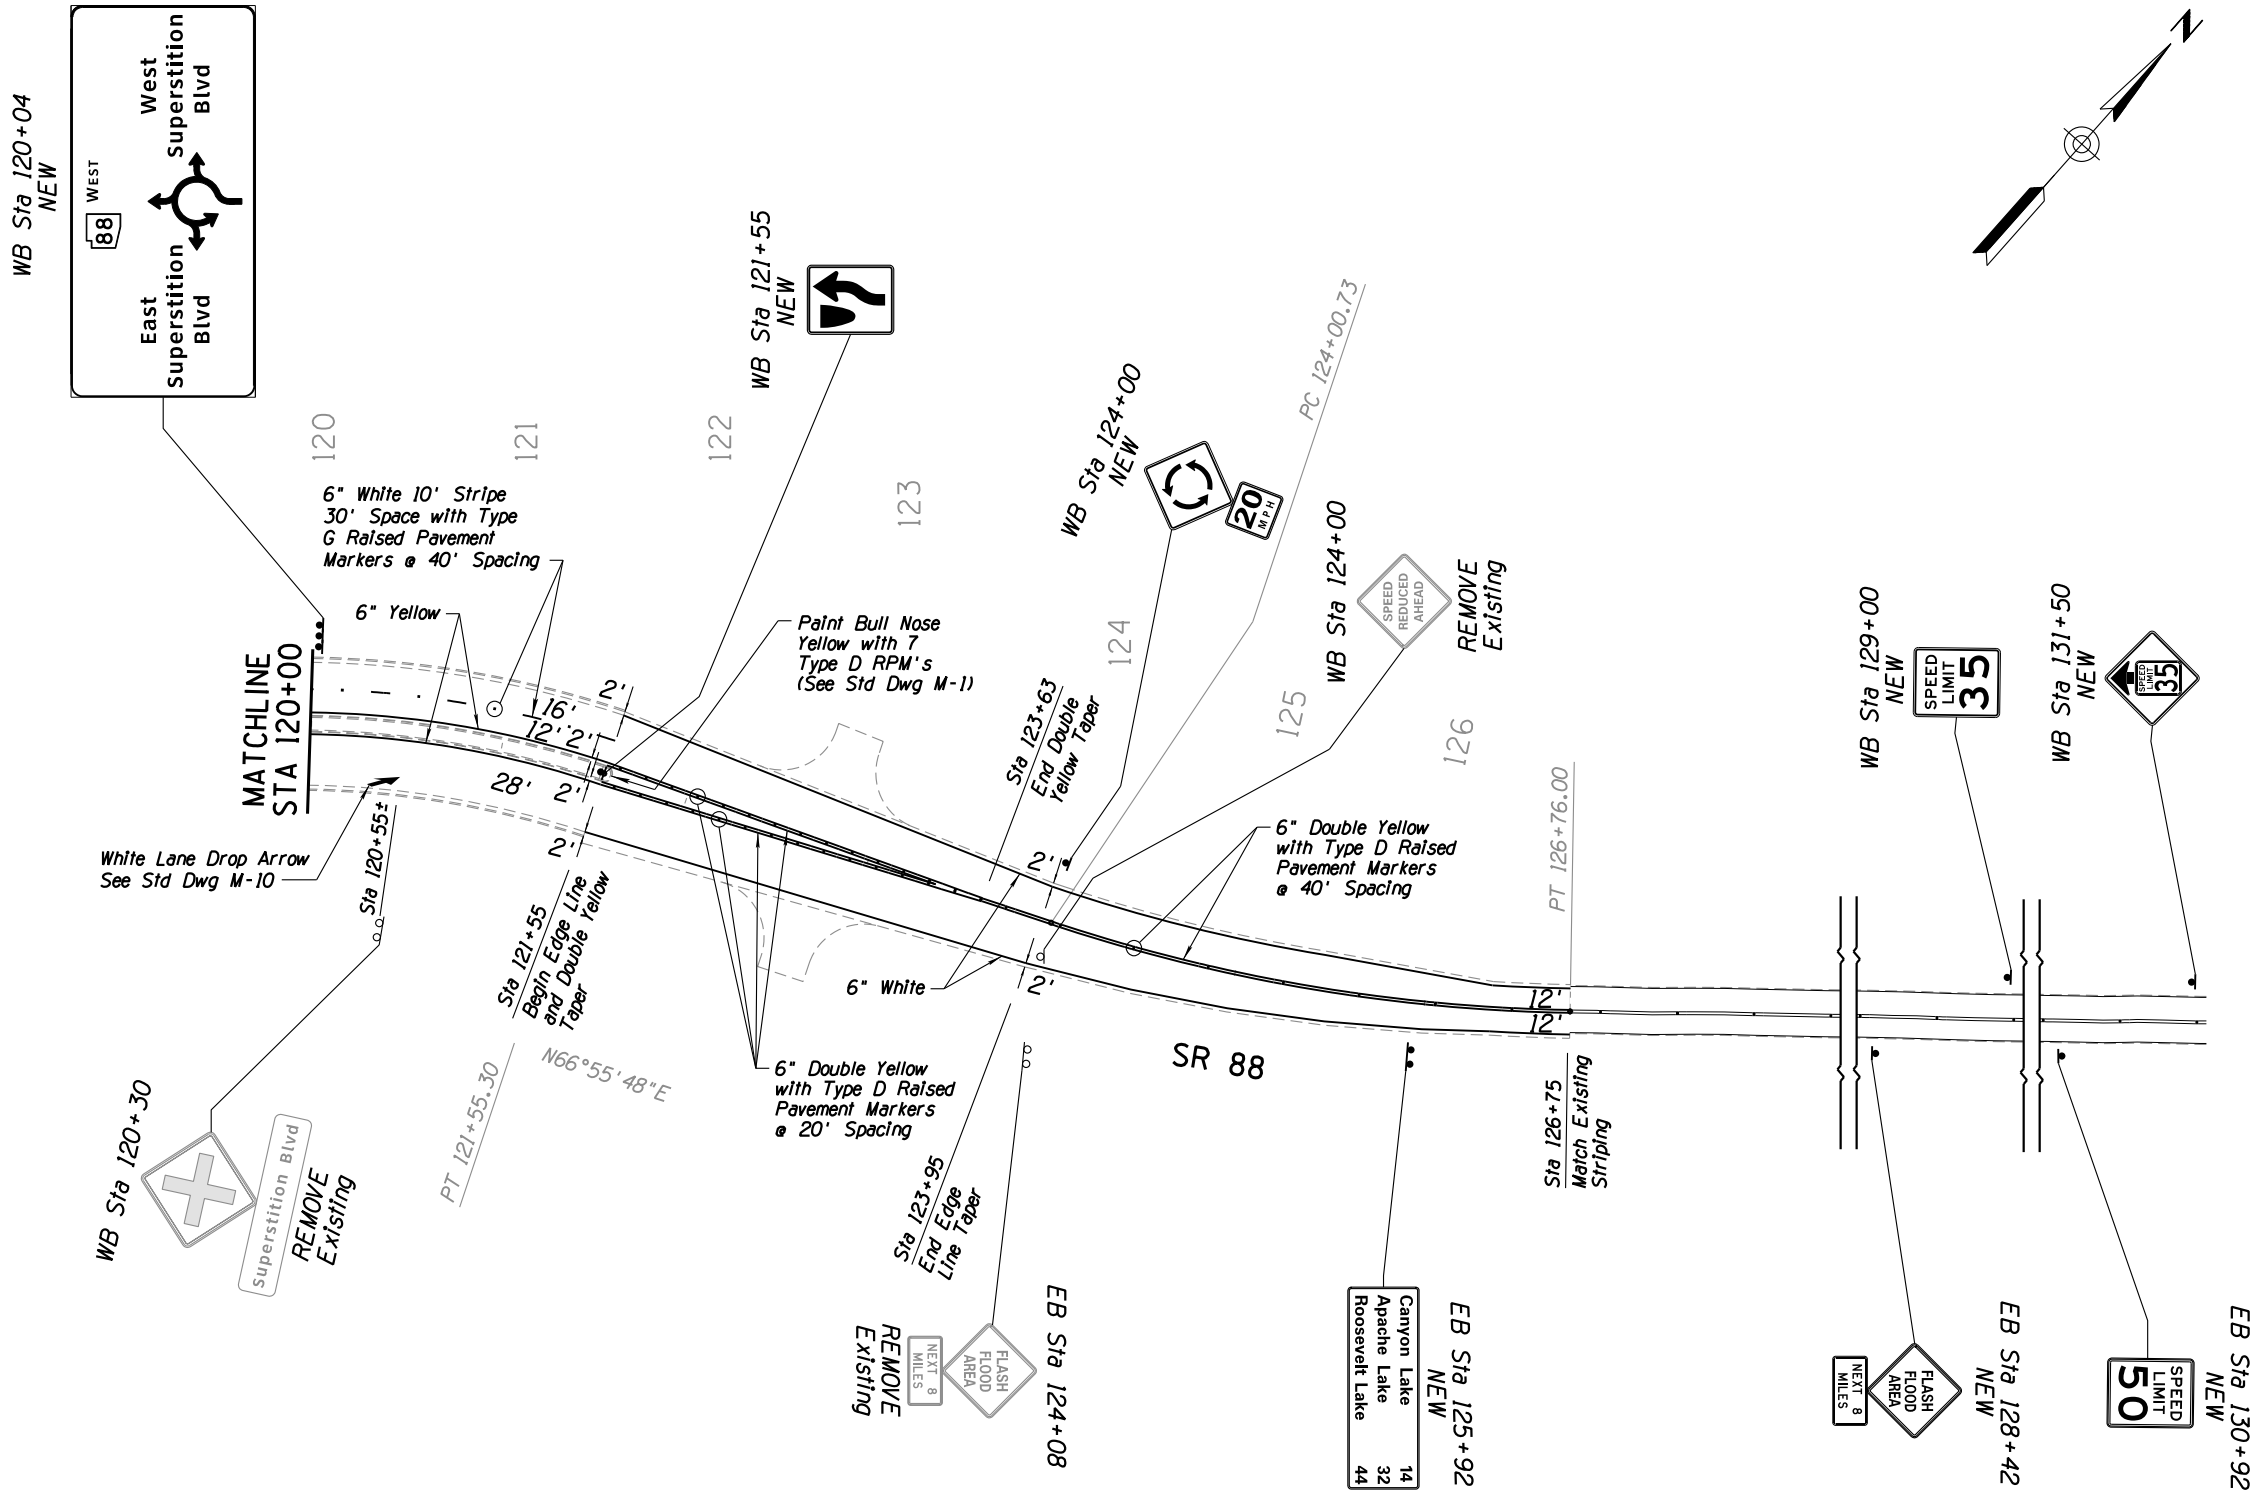 WB Sta 120+04
NEW
88
WEST
East
Superstition
Blvd
West
Superstition
Blvd
N
WB Sta 121+55
NEW
120
121
122
123
124
125
126
PC 124+00.73
WB Sta 124+00
NEW
20
MPH
WB Sta 124+00
SPEED
REDUCED
AHEAD
REMOVE
Existing
6" White 10' Stripe
30' Space with Type
G Raised Pavement
Markers @ 40' Spacing
6" Yellow
Paint Bull Nose
Yellow with 7
Type D RPM's
(See Std Dwg M-1)
WB Sta 129+00
NEW
SPEED
LIMIT
35
WB Sta 131+50
NEW
SPEED
LIMIT
35
MATCHLINE
STA 120+00
2'
16'
12'
2'
28'
2'
2'
Sta 123+63
End Double
Yellow Taper
2'
PT 126+76.00
6" Double Yellow
with Type D Raised
Pavement Markers
@ 40' Spacing
White Lane Drop Arrow
See Std Dwg M-10
Sta 120+55±
Sta 121+55
Begin Edge Line
and Double Yellow
Taper
6" White
2'
12'
12'
PT 121+55.30
N66°55'48"E
6" Double Yellow
with Type D Raised
Pavement Markers
@ 20' Spacing
SR 88
Sta 126+75
Match Existing
Striping
WB Sta 120+30
Superstition Blvd
REMOVE
Existing
Sta 123+95
End Edge
Line Taper
EB Sta 124+08
FLASH
FLOOD
AREA
NEXT 8
MILES
REMOVE
Existing
EB Sta 125+92
NEW
Canyon Lake 14
Apache Lake 32
Roosevelt Lake 44
EB Sta 128+42
NEW
FLASH
FLOOD
AREA
NEXT 8
MILES
EB Sta 130+92
NEW
SPEED
LIMIT
50